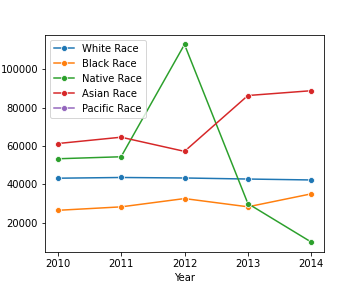 White Race
Black Race
Native Race
Asian Race
Pacific Race
100000
80000
60000
40000
20000
2010 2011 2012 2013 2014
Year